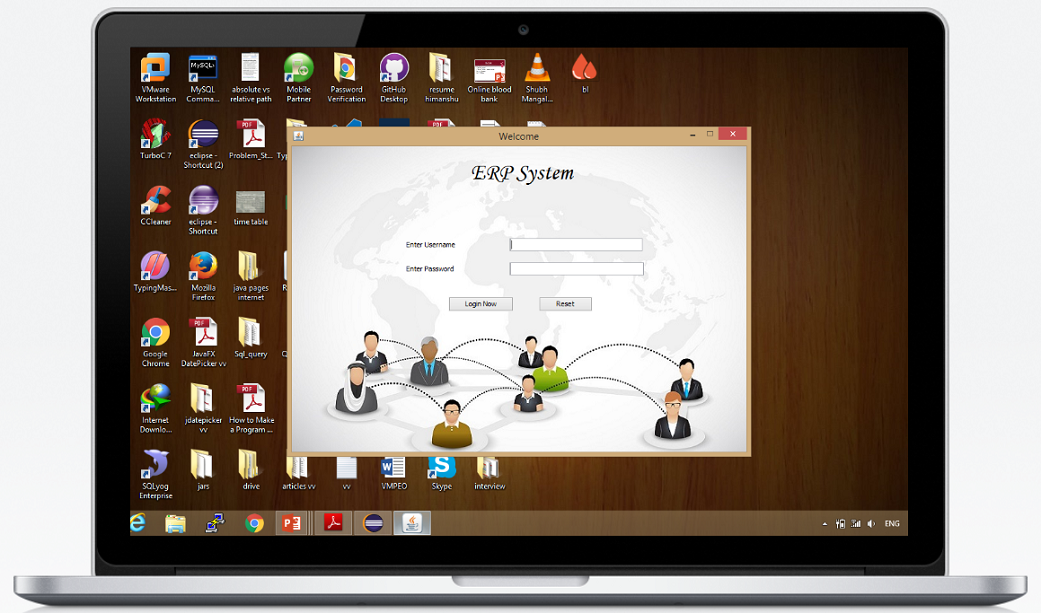 VMware
Workstation
MySQL
Comma...
absolute vs
relative path
Mobile
Partner
Password
Verification
GitHub
Desktop
resume
himanshu
Online blood
bank
Shubh
Mangal...
bl
TurboC 7
eclipse -
Shortcut (2)
Problem_St...
CCleaner
eclipse -
Shortcut
time table
TypingMas...
Mozilla
Firefox
java pages
internet
Google
Chrome
JavaFX
DatePicker vv
Sql_query
Internet
Downlo...
jdatepicker
vv
How to Make
a Program ...
SQLyog
Enterprise
jars
drive
articles vv
vv
VMPEO
Skype
interview
Welcome
ERP System
Enter Username
Enter Password
Login Now
Reset
ENG